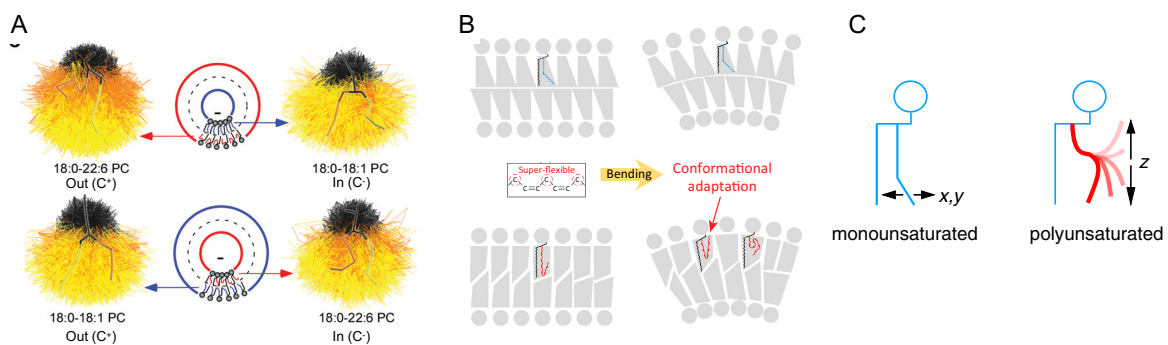 A
B
C
-
18:0-22:6 PC
Out (C+)
18:0-18:1 PC
In (C-)
-
18:0-18:1 PC
Out (C+)
18:0-22:6 PC
In (C-)
Super-flexible
C C C
C=C C=C
Bending
Conformational
adaptation
x,y
z
monounsaturated
polyunsaturated